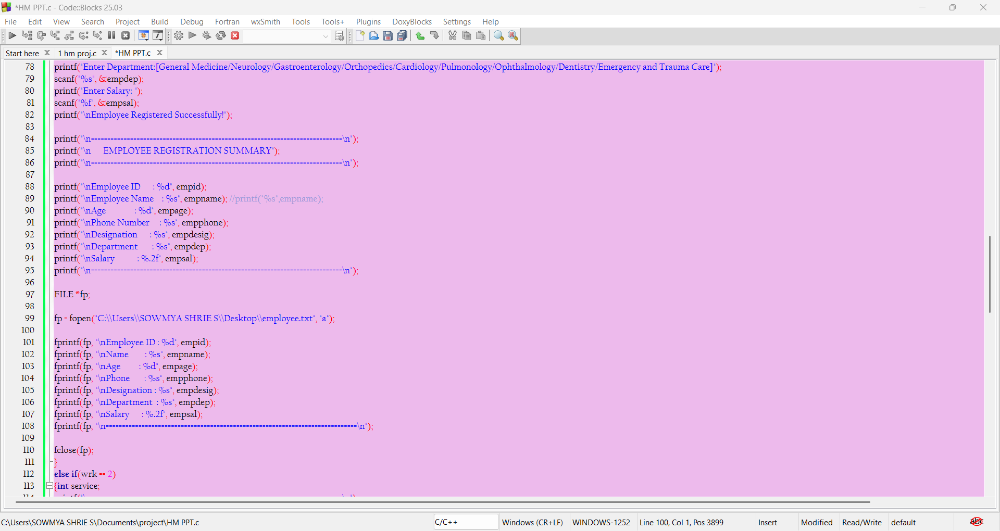 *HM PPT.c - Code::Blocks 25.03
File Edit View Search Project Build Debug Fortran wxSmith Tools Tools+ Plugins DoxyBlocks Settings Help
Start here 1 hm proj.c *HM PPT.c
78 printf("Enter Department:[General Medicine/Neurology/Gastroenterology/Orthopedics/Cardiology/Pulmonology/Ophthalmology/Dentistry/Emergency and Trauma Care]");
79 scanf("%s", &empdep);
80 printf("Enter Salary: ");
81 scanf("%f", &empsal);
82 printf("\nEmployee Registered Successfully!");
83
84 printf("\n==============================================================================\n");
85 printf("\n     EMPLOYEE REGISTRATION SUMMARY");
86 printf("\n==============================================================================\n");
87
88 printf("\nEmployee ID     : %d", empid);
89 printf("\nEmployee Name   : %s", empname); //printf("%s",empname);
90 printf("\nAge             : %d", empage);
91 printf("\nPhone Number    : %s", empphone);
92 printf("\nDesignation     : %s", empdesig);
93 printf("\nDepartment      : %s", empdep);
94 printf("\nSalary          : %.2f", empsal);
95 printf("\n==============================================================================\n");
96
97 FILE *fp;
98
99 fp = fopen("C:\\Users\\SOWMYA SHRIE S\\Desktop\\employee.txt", "a");
100
101 fprintf(fp, "\nEmployee ID : %d", empid);
102 fprintf(fp, "\nName       : %s", empname);
103 fprintf(fp, "\nAge        : %d", empage);
104 fprintf(fp, "\nPhone      : %s", empphone);
105 fprintf(fp, "\nDesignation : %s", empdesig);
106 fprintf(fp, "\nDepartment  : %s", empdep);
107 fprintf(fp, "\nSalary     : %.2f", empsal);
108 fprintf(fp, "\n==============================================================================\n");
109
110 fclose(fp);
111 }
112 else if(wrk == 2)
113 {int service;
C:\Users\SOWMYA SHRIE S\Documents\project\HM PPT.c C/C++ Windows (CR+LF) WINDOWS-1252 Line 100, Col 1, Pos 3899 Insert Modified Read/Write default abc